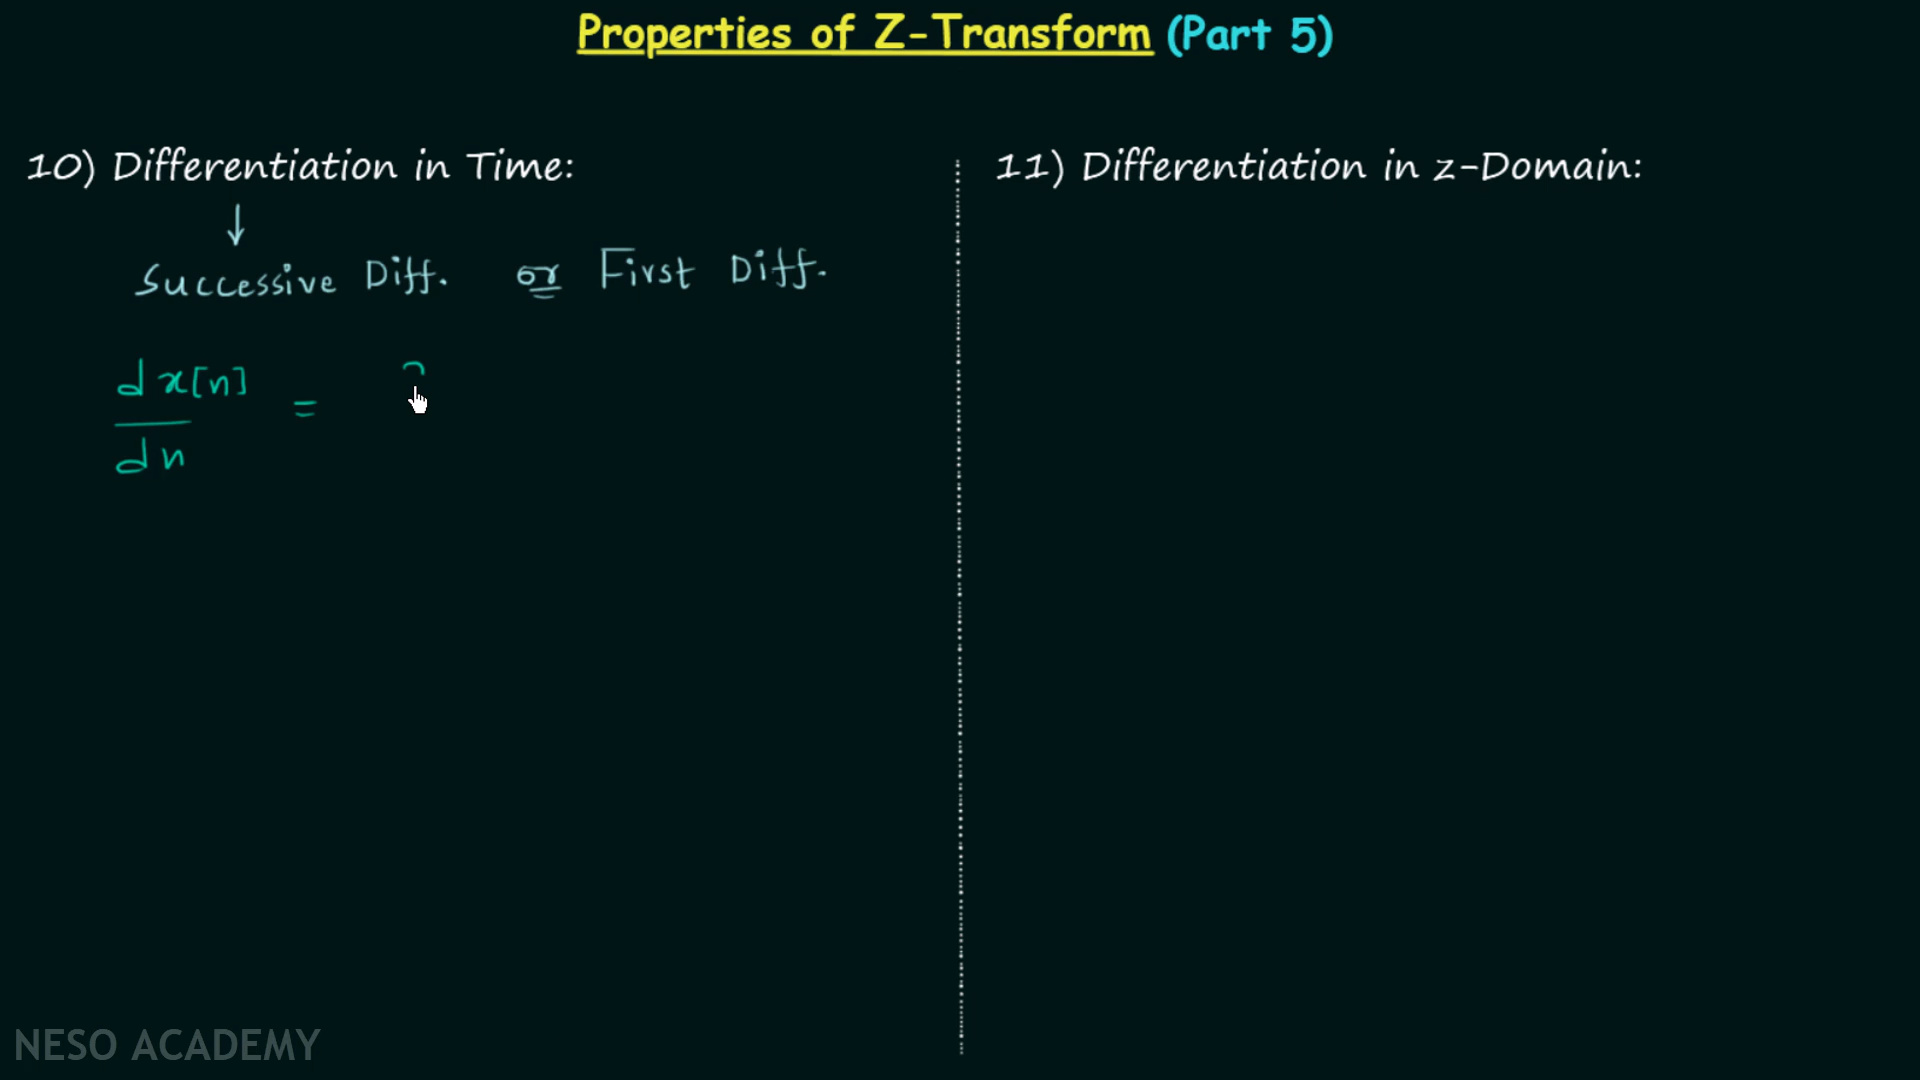 Properties of Z-Transform (Part 5)
10) Differentiation in Time:
↓
Successive Diff. or First Diff.
d x[n]
=
dn
11) Differentiation in z-Domain:
NESO ACADEMY